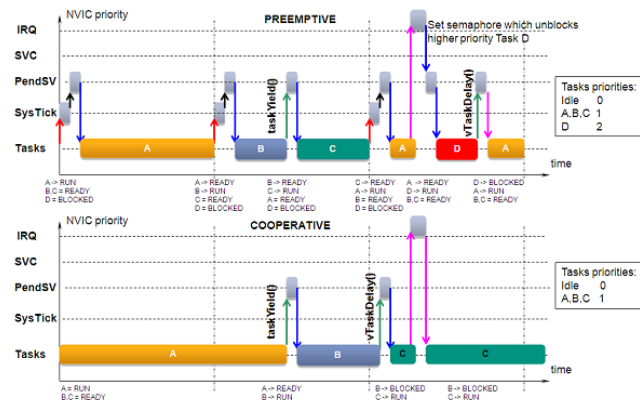 NVIC priority
PREEMPTIVE
IRQ
Set semaphore which unblocks
higher priority Task D
SVC
PendSV
taskYield()
vTaskDelay()
SysTick
Tasks
A
B
C
A
D
A
time
Tasks priorities:
Idle 0
A,B,C 1
D 2
A -> RUN
B,C = READY
D = BLOCKED
A -> READY
B -> RUN
C = READY
D = BLOCKED
B -> READY
C -> RUN
A = READY
D = BLOCKED
C -> READY
A -> RUN
B = READY
D = BLOCKED
A -> READY
D -> RUN
B,C = READY
D -> BLOCKED
A -> RUN
B,C = READY
NVIC priority
COOPERATIVE
IRQ
SVC
PendSV
taskYield()
vTaskDelay()
SysTick
Tasks
A
B
C
C
time
Tasks priorities:
Idle 0
A,B,C 1
A = RUN
B,C = READY
A -> READY
B -> RUN
B -> BLOCKED
C -> RUN
B -> BLOCKED
C -> RUN